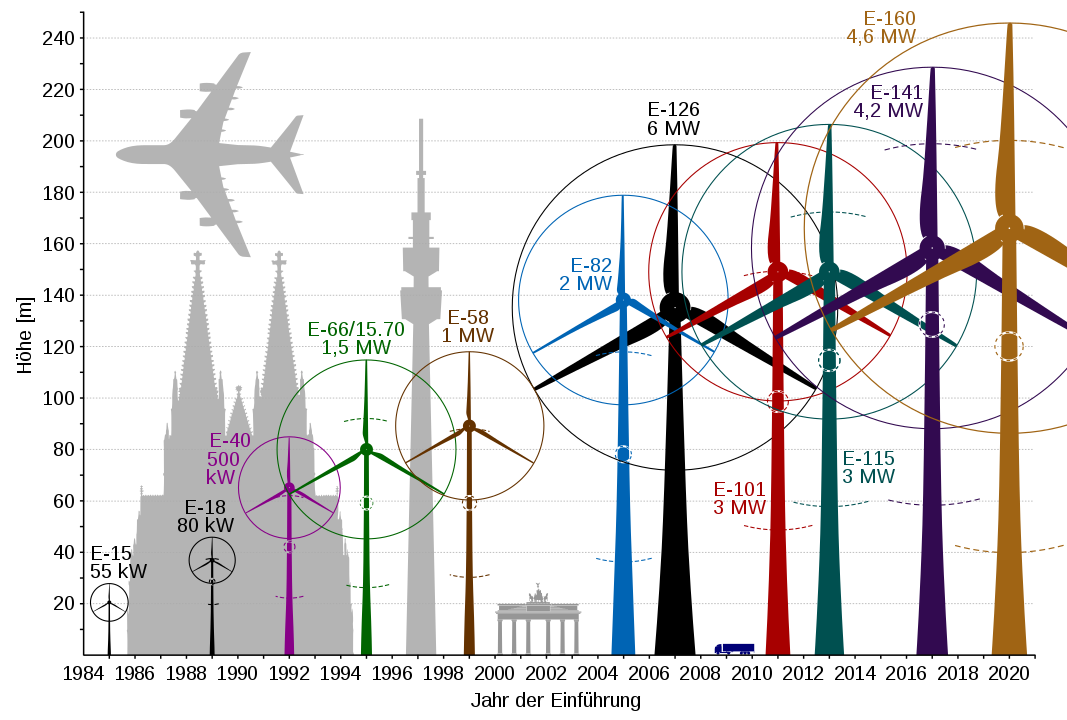 E-160
4,6 MW
E-141
4,2 MW
E-126
6 MW
E-82
2 MW
E-66/15.70
1,5 MW
E-58
1 MW
E-40
500
kW
E-18
80 kW
E-15
55 kW
E-115
3 MW
E-101
3 MW
Höhe [m]
240
220
200
180
160
140
120
100
80
60
40
20
1984 1986 1988 1990 1992 1994 1996 1998 2000 2002 2004 2006 2008 2010 2012 2014 2016 2018 2020
Jahr der Einführung